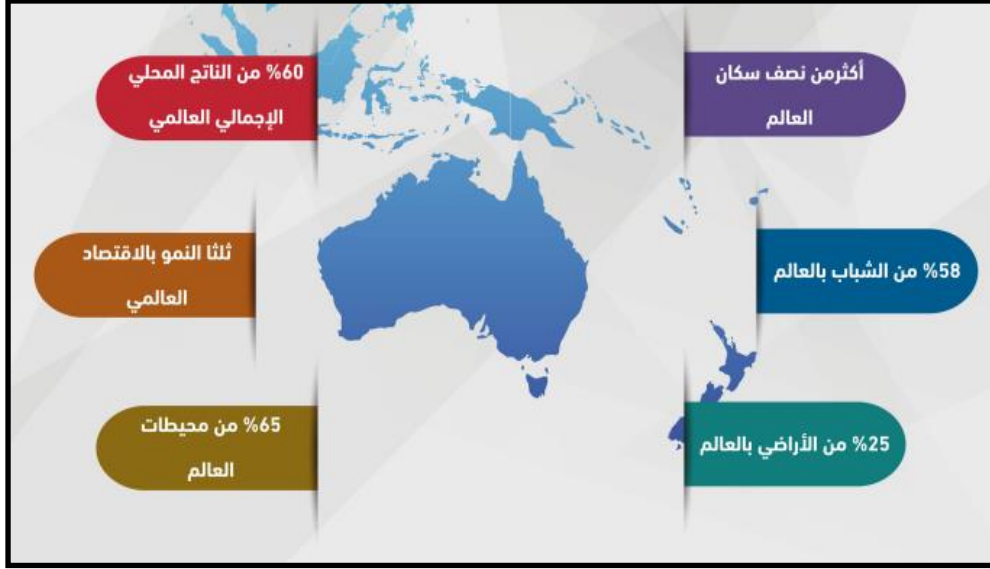 أكثرمن نصف سكان
العالم
%60 من الناتج المحلي
الإجمالي العالمي
%58 من الشباب بالعالم
ثلثا النمو بالاقتصاد
العالمي
%25 من الأراضي بالعالم
%65 من محيطات
العالم